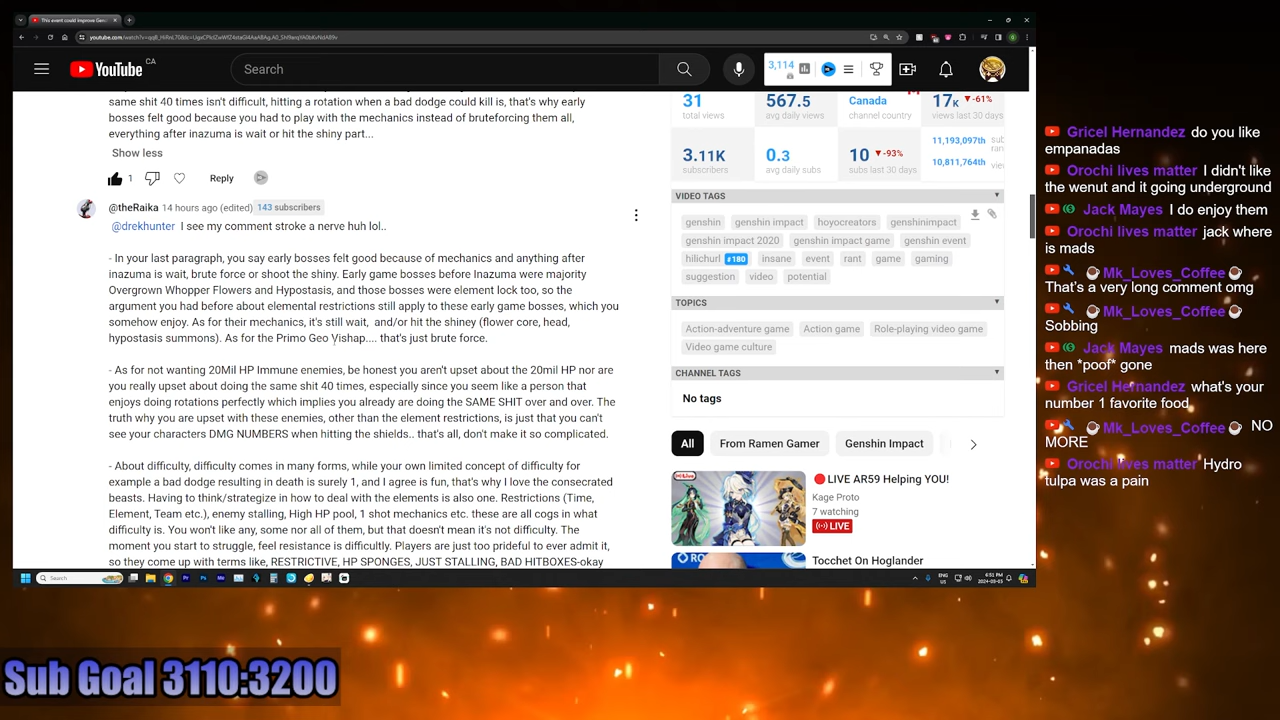 This event could Improve Gens
YouTube CA
Search
3,114
same shit 40 times isn't difficult, hitting a rotation when a bad dodge could kill is, that's why early
bosses felt good because you had to play with the mechanics instead of bruteforcing them all,
everything after inazuma is wait or hit the shiny part...
Show less
1
Reply
@theRaika 14 hours ago (edited) 143 subscribers
@drekhunter I see my comment stroke a nerve huh lol..
- In your last paragraph, you say early bosses felt good because of mechanics and anything after
inazuma is wait, brute force or shoot the shiny. Early game bosses before Inazuma were majority
Overgrown Whopper Flowers and Hypostasis, and those bosses were element lock too, so the
argument you had before about elemental restrictions still apply to these early game bosses, which you
somehow enjoy. As for their mechanics, it's still wait, and/or hit the shiney (flower core, head,
hypostasis summons). As for the Primo Geo Vishap.... that's just brute force.
- As for not wanting 20Mil HP Immune enemies, be honest you aren't upset about the 20mil HP nor are
you really upset about doing the same shit 40 times, especially since you seem like a person that
enjoys doing rotations perfectly which implies you already are doing the SAME SHIT over and over. The
truth why you are upset with these enemies, other than the element restrictions, is just that you can't
see your characters DMG NUMBERS when hitting the shields.. that's all, don't make it so complicated.
- About difficulty, difficulty comes in many forms, while your own limited concept of difficulty for
example a bad dodge resulting in death is surely 1, and I agree is fun, that's why I love the consecrated
beasts. Having to think/strategize in how to deal with the elements is also one. Restrictions (Time,
Element, Team etc.), enemy stalling, High HP pool, 1 shot mechanics etc. these are all cogs in what
difficulty is. You won't like any, some nor all of them, but that doesn't mean it's not difficulty. The
moment you start to struggle, feel resistance is difficulty. Players are just too prideful to ever admit it,
so they come up with terms like, RESTRICTIVE, HP SPONGES, JUST STALLING, BAD HITBOXES-okay
31 567.5 Canada 17K -61%
total views avg daily views channel country views last 30 days
3.11K 0.3 10 -93% 11,193,097th sub
subscribers avg daily subs subs last 30 days ran
10,811,764th vie
VIDEO TAGS
genshin genshin impact hoyocreators genshinimpact
genshin impact 2020 genshin impact game genshin event
hilichurl #180 insane event rant game gaming
suggestion video potential
TOPICS
Action-adventure game Action game Role-playing video game
Video game culture
CHANNEL TAGS
No tags
All From Ramen Gamer Genshin Impact
LIVE AR59 Helping YOU!
Kage Proto
7 watching
LIVE
Tocchet On Hoglander
Search
ENG
US
4:51 PM
2024-03-03
Gricel Hernandez do you like
empanadas
Orochi lives matter I didn't like
the wenut and it going underground
Jack Mayes I do enjoy them
Orochi lives matter jack where
is mads
Mk_Loves_Coffee
That's a very long comment omg
Mk_Loves_Coffee
Sobbing
Jack Mayes mads was here
then *poof* gone
Gricel Hernandez what's your
number 1 favorite food
Mk_Loves_Coffee NO
MORE
Orochi lives matter Hydro
tulpa was a pain
Sub Goal 3110:3200